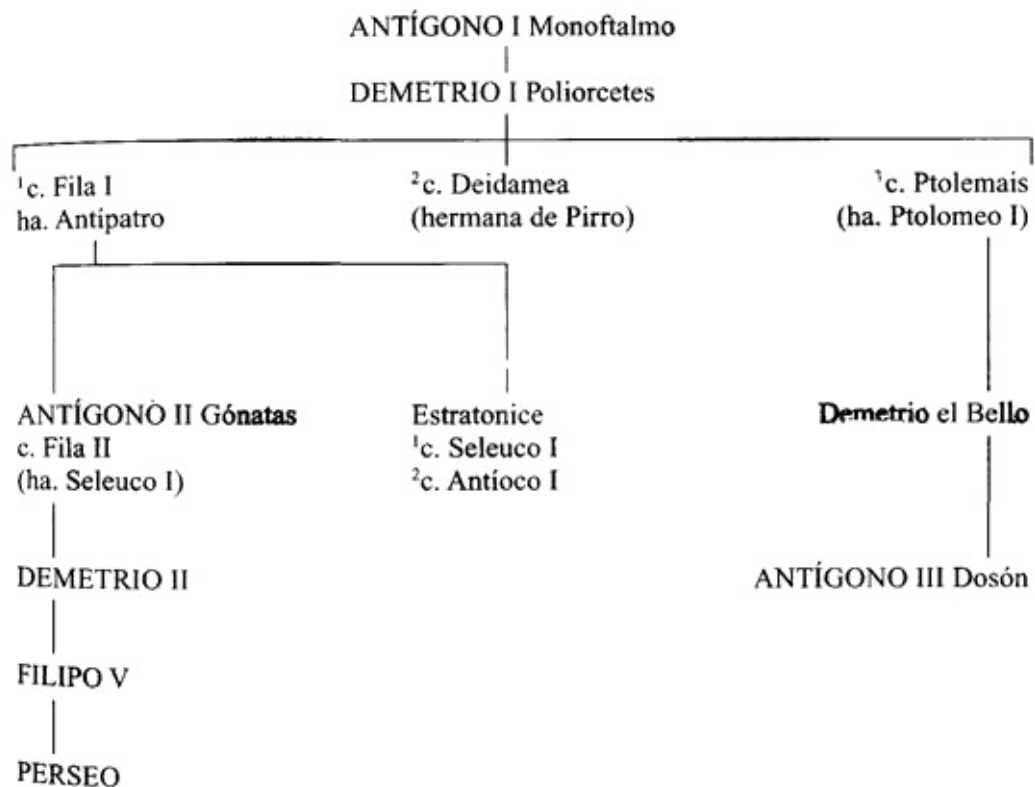 ANTÍGONO I Monoftalmo
DEMETRIO I Poliorcetes
¹c. Fila I
ha. Antipatro
²c. Deidamea
(hermana de Pirro)
³c. Ptolemais
(ha. Ptolomeo I)
ANTÍGONO II Gónatas
c. Fila II
(ha. Seleuco I)
Estratonice
¹c. Seleuco I
²c. Antíoco I
Demetrio el Bello
DEMETRIO II
ANTÍGONO III Dosón
FILIPO V
PERSEO